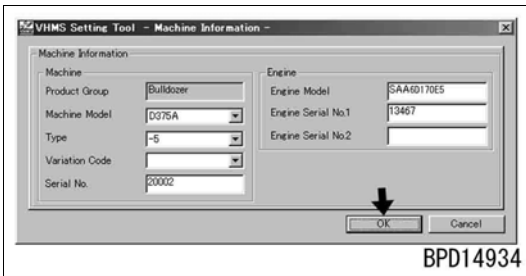 VHMS Setting Tool - Machine Information -
Machine Information
Machine
Product Group Bulldozer
Machine Model D375A
Type -5
Variation Code
Serial No. 20002
Engine
Engine Model SAA6D170E5
Engine Serial No.1 13467
Engine Serial No.2
OK Cancel
BPD14934